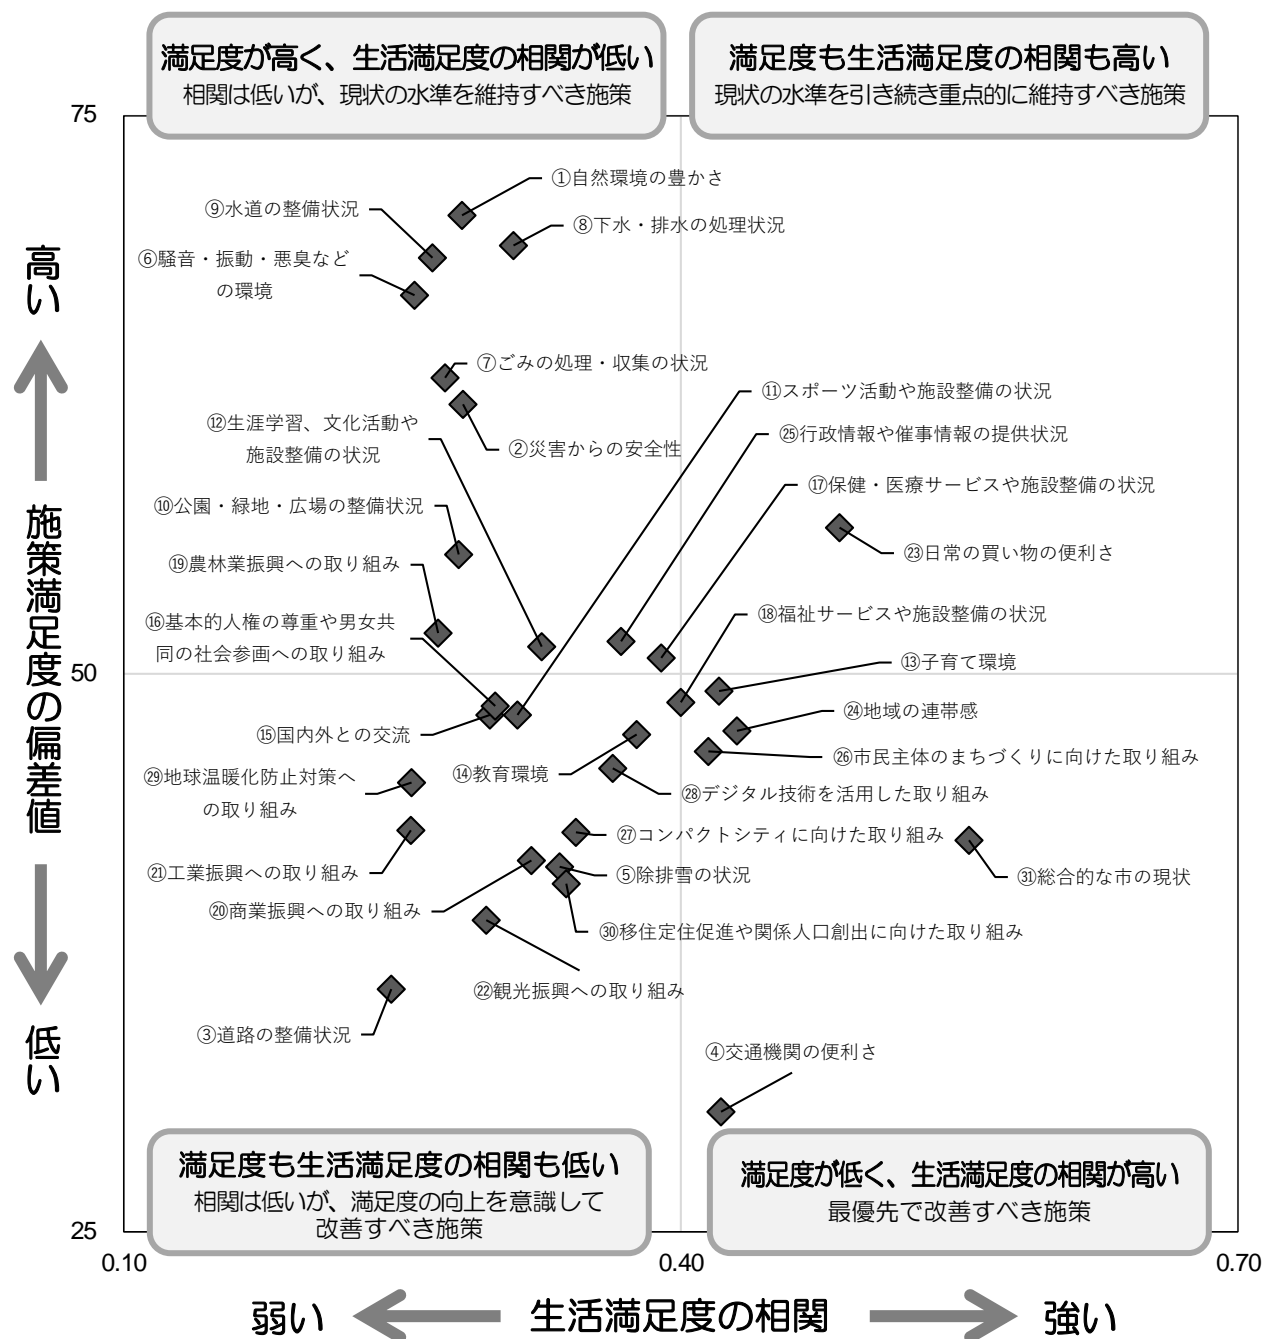 満足度が高く、生活満足度の相関が低い
相関は低いが、現状の水準を維持すべき施策
満足度も生活満足度の相関も高い
現状の水準を引き続き重点的に維持すべき施策
75
①自然環境の豊かさ
⑨水道の整備状況
⑧下水・排水の処理状況
⑥騒音・振動・悪臭など
の環境
高い
⑦ごみの処理・収集の状況
⑪スポーツ活動や施設整備の状況
⑫生涯学習、文化活動や
施設整備の状況
㉕行政情報や催事情報の提供状況
②災害からの安全性
⑰保健・医療サービスや施設整備の状況
⑩公園・緑地・広場の整備状況
㉓日常の買い物の便利さ
⑲農林業振興への取り組み
⑱福祉サービスや施設整備の状況
⑯基本的人権の尊重や男女共
同の社会参画への取り組み
施策満足度の偏差値
⑬子育て環境
50
㉔地域の連帯感
⑮国内外との交流
㉖市民主体のまちづくりに向けた取り組み
⑭教育環境
㉙地球温暖化防止対策へ
の取り組み
㉘デジタル技術を活用した取り組み
㉗コンパクトシティに向けた取り組み
㉑工業振興への取り組み
⑤除排雪の状況
㉛総合的な市の現状
⑳商業振興への取り組み
㉚移住定住促進や関係人口創出に向けた取り組み
㉒観光振興への取り組み
③道路の整備状況
低い
④交通機関の便利さ
満足度も生活満足度の相関も低い
相関は低いが、満足度の向上を意識して
改善すべき施策
満足度が低く、生活満足度の相関が高い
最優先で改善すべき施策
25
0.10
0.40
0.70
弱い
生活満足度の相関
強い